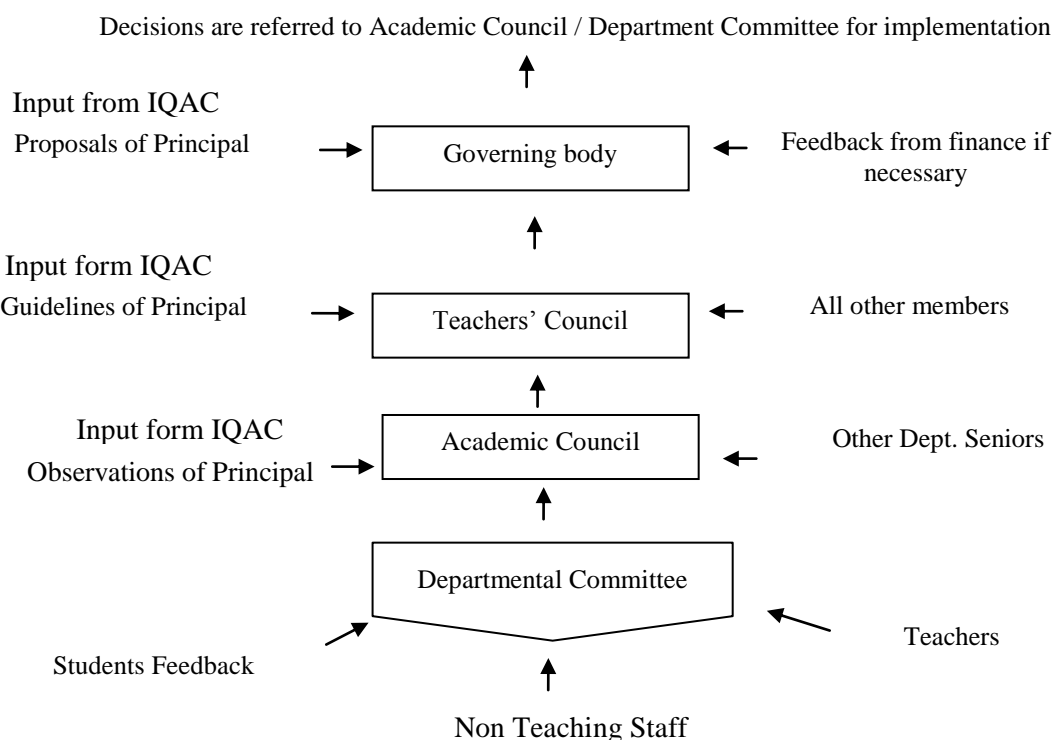 Decisions are referred to Academic Council / Department Committee for implementation
Input from IQAC
Proposals of Principal
Governing body
Feedback from finance if
necessary
Input form IQAC
Guidelines of Principal
Teachers’ Council
All other members
Input form IQAC
Observations of Principal
Academic Council
Other Dept. Seniors
Departmental Committee
Students Feedback
Teachers
Non Teaching Staff